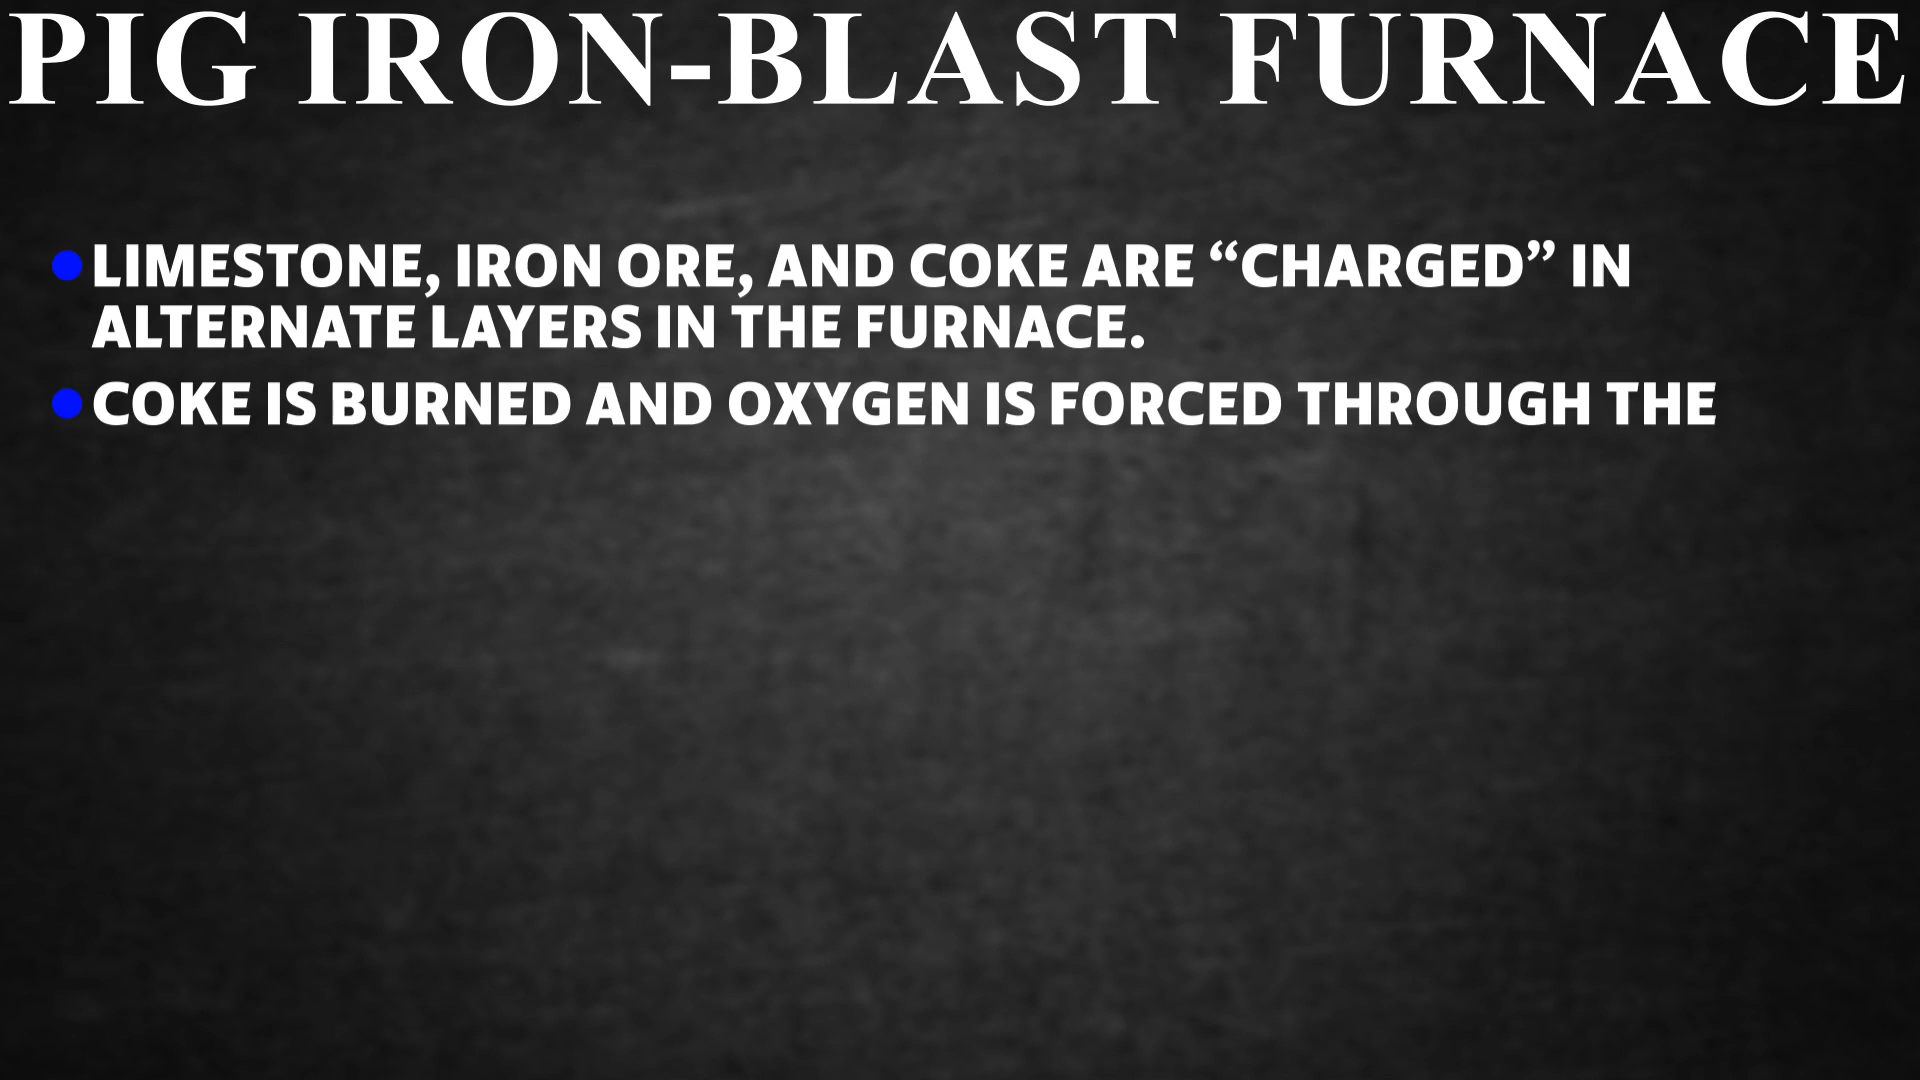 PIG IRON-BLAST FURNACE
LIMESTONE, IRON ORE, AND COKE ARE “CHARGED” IN
ALTERNATE LAYERS IN THE FURNACE.
COKE IS BURNED AND OXYGEN IS FORCED THROUGH THE